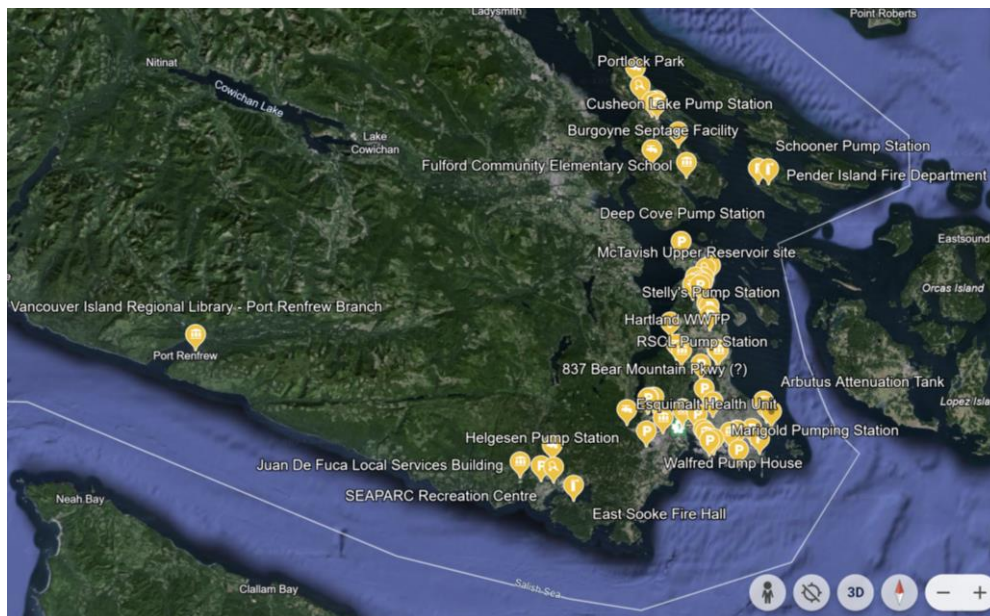 Ladysmith
Point Roberts
Nitinat
Portlock Park
Cowichan Lake
Cusheon Lake Pump Station
Lake
Cowichan
Burgoyne Septage Facility
Schooner Pump Station
Fulford Community Elementary School
Pender Island Fire Department
Deep Cove Pump Station
Eastsound
McTavish Upper Reservoir site
Orcas Island
Stelly's Pump Station
Vancouver Island Regional Library - Port Renfrew Branch
Hartland WWTP
RSCL Pump Station
Port Renfrew
837 Bear Mountain Pkwy (?)
Arbutus Attenuation Tank
Lopez Isla
Esquimalt Health Unit
Marigold Pumping Station
Helgesen Pump Station
Walfred Pump House
Juan De Fuca Local Services Building
SEAPARC Recreation Centre
Neah Bay
East Sooke Fire Hall
Salish Sea
Clallam Bay
3D